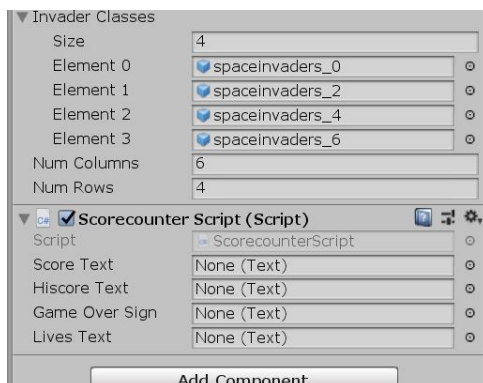 Invader Classes
Size 4
Element 0 spaceinvaders_0
Element 1 spaceinvaders_2
Element 2 spaceinvaders_4
Element 3 spaceinvaders_6
Num Columns 6
Num Rows 4
C# Scorecounter Script (Script)
Script ScorecounterScript
Score Text None (Text)
Hiscore Text None (Text)
Game Over Sign None (Text)
Lives Text None (Text)
Add Component